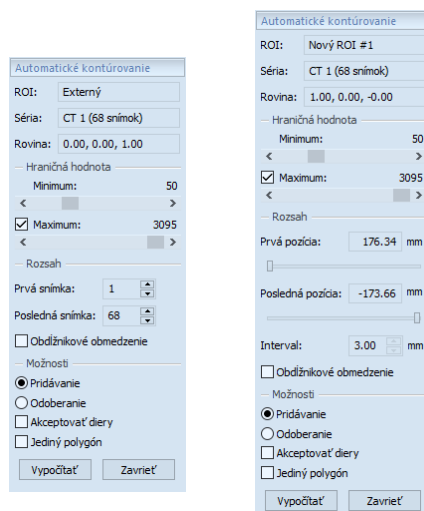 Automatické kontúrovanie
ROI: Externý
Séria: CT 1 (68 snímok)
Rovina: 0.00, 0.00, 1.00
Hraničná hodnota
Minimum: 50
Maximum: 3095
Rozsah
Prvá snímka: 1
Posledná snímka: 68
Obdĺžnikové obmedzenie
Možnosti
Pridávanie
Odoberanie
Akceptovať diery
Jediný polygón
Vypočítať Zavrieť
Automatické kontúrovanie
ROI: Nový ROI #1
Séria: CT 1 (68 snímok)
Rovina: 1.00, 0.00, -0.00
Hraničná hodnota
Minimum: 50
Maximum: 3095
Rozsah
Prvá pozícia: 176.34 mm
Posledná pozícia: -173.66 mm
Interval: 3.00 mm
Obdĺžnikové obmedzenie
Možnosti
Pridávanie
Odoberanie
Akceptovať diery
Jediný polygón
Vypočítať Zavrieť